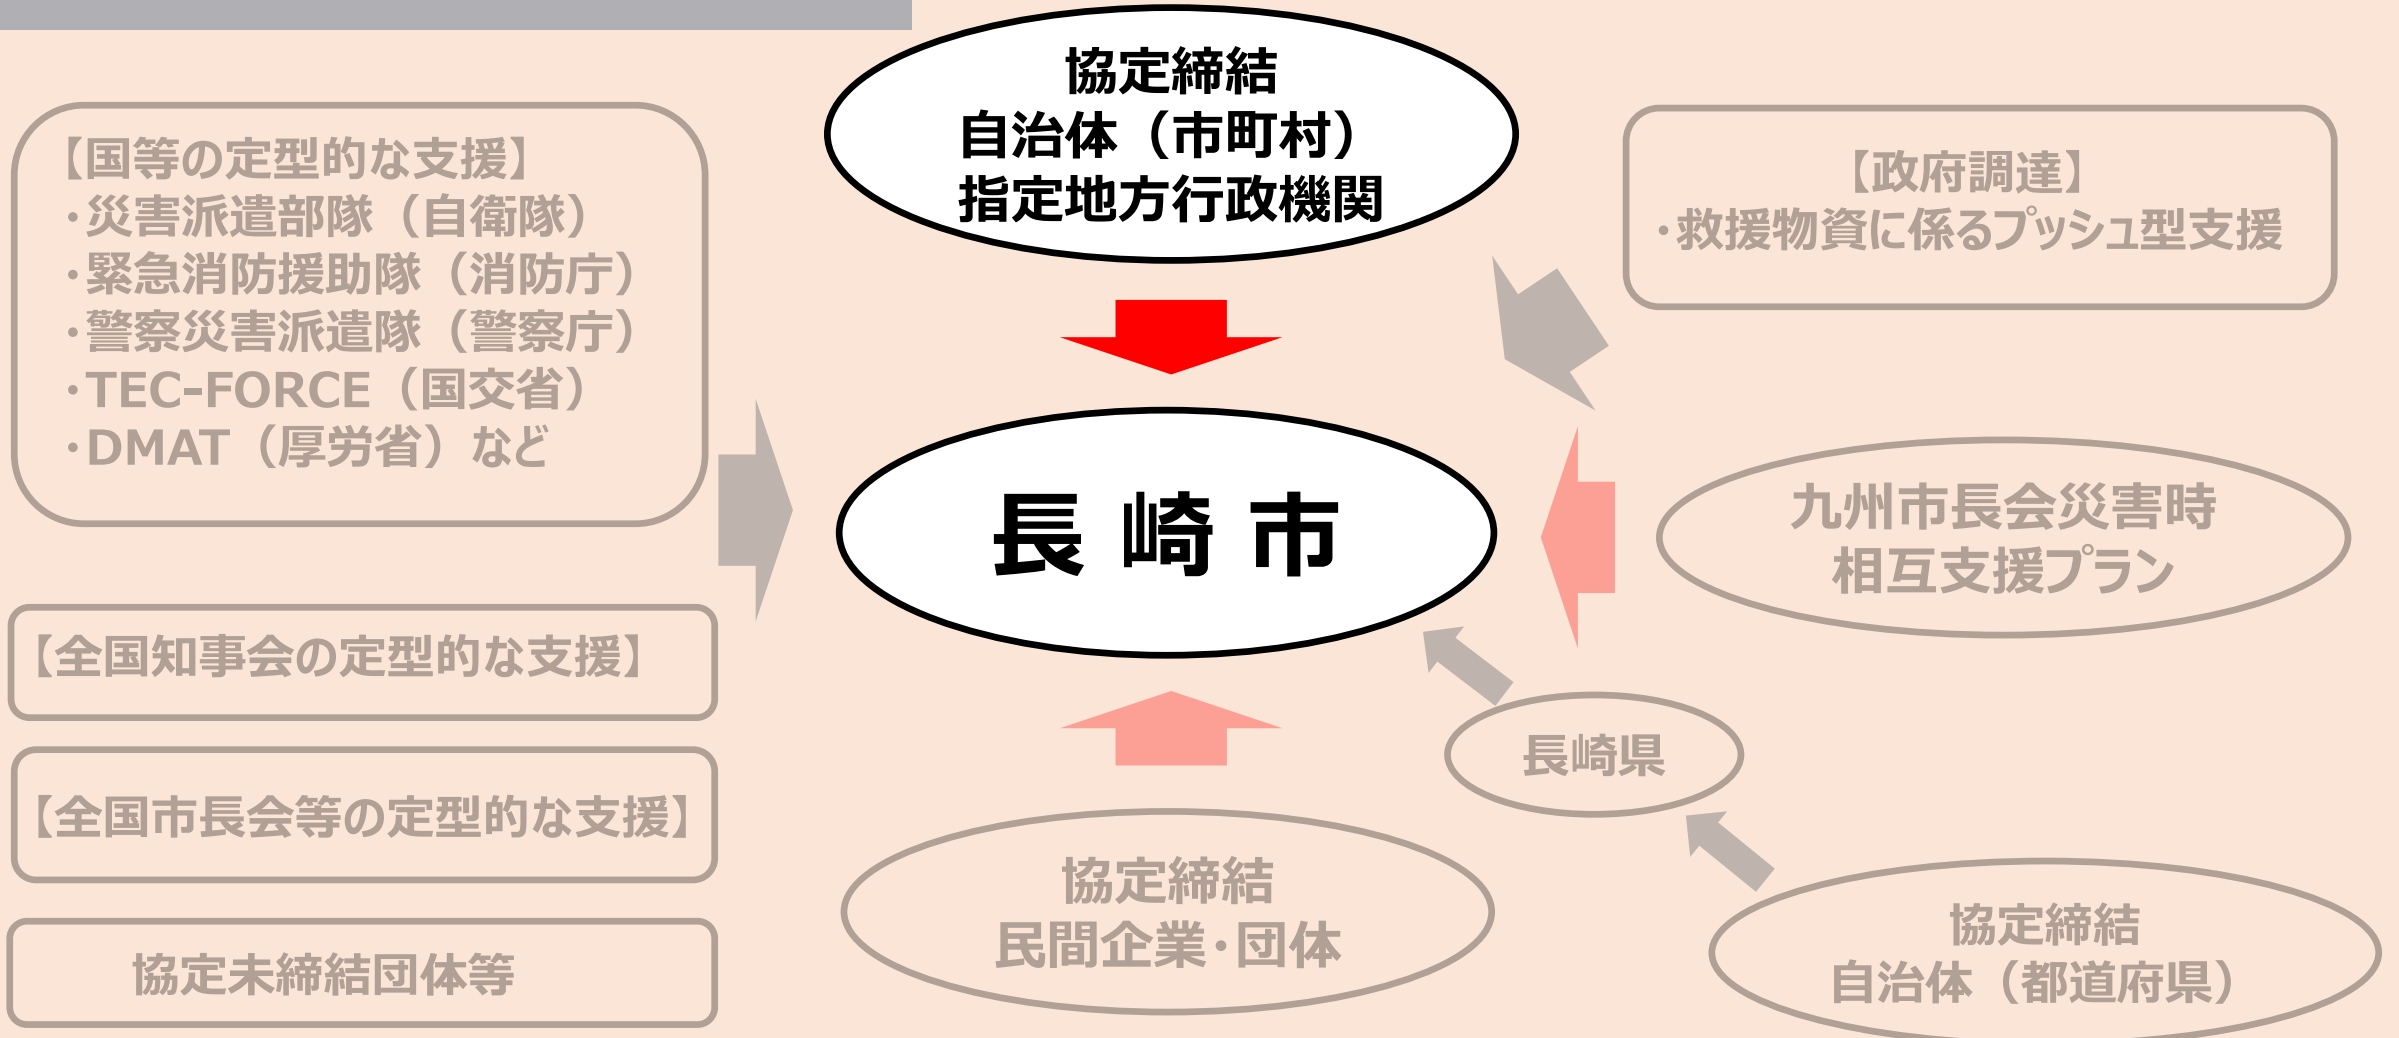 協定締結
自治体（市町村）
指定地方行政機関
【国等の定型的な支援】
・災害派遣部隊（自衛隊）
・緊急消防援助隊（消防庁）
・警察災害派遣隊（警察庁）
・TEC-FORCE（国交省）
・DMAT（厚労省）など
【政府調達】
・救援物資に係るプッシュ型支援
長 崎 市
九州市長会災害時
相互支援プラン
【全国知事会の定型的な支援】
長崎県
【全国市長会等の定型的な支援】
協定締結
民間企業・団体
協定締結
自治体（都道府県）
協定未締結団体等